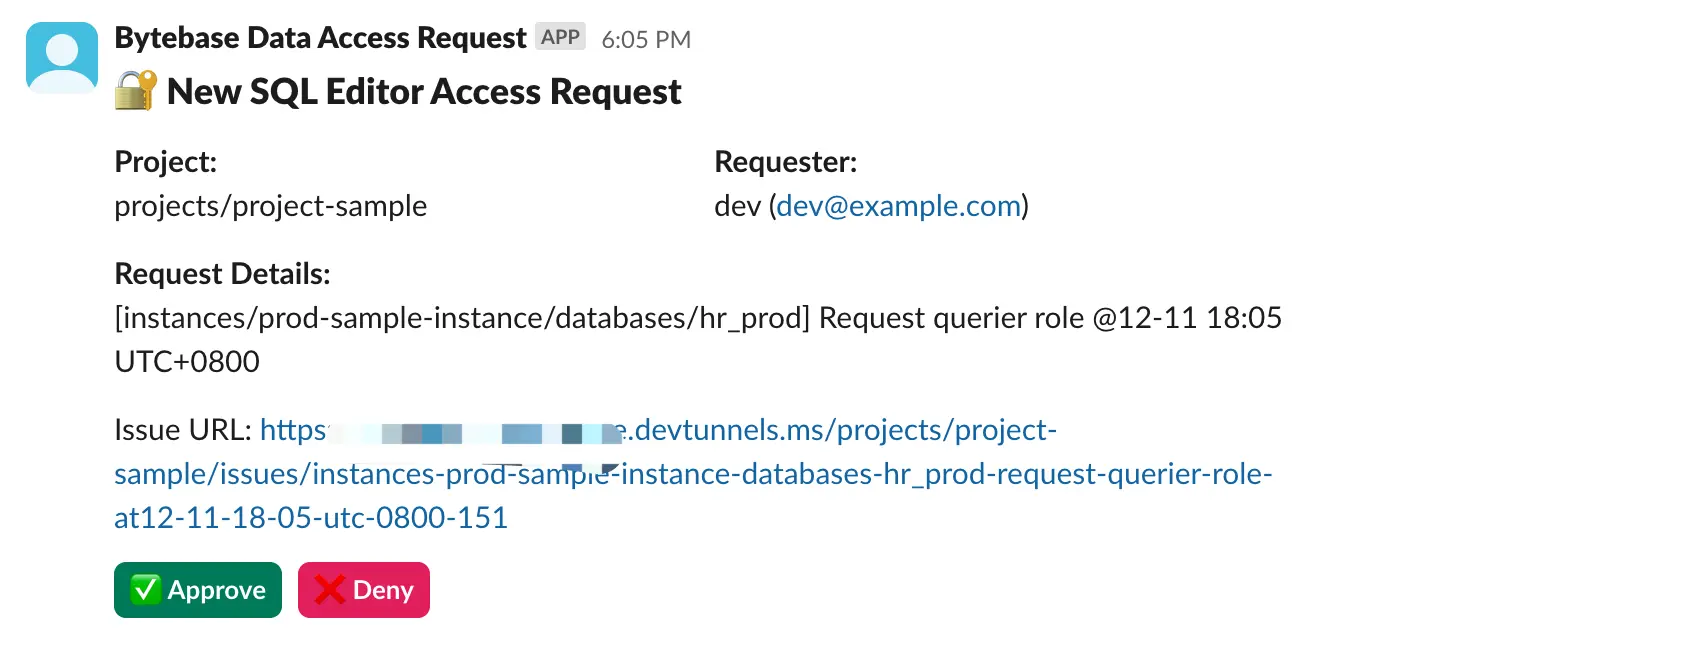 Bytebase Data Access Request APP 6:05 PM
New SQL Editor Access Request
Project:
projects/project-sample
Requester:
dev (dev@example.com)
Request Details:
[instances/prod-sample-instance/databases/hr_prod] Request querier role @12-11 18:05
UTC+0800
Issue URL: https e.devtunnels.ms/projects/project-
sample/issues/instances-prod-sample-instance-databases-hr_prod-request-querier-role-
at12-11-18-05-utc-0800-151
Approve
Deny